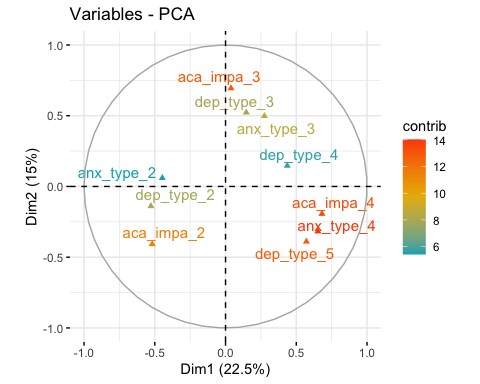 Variables - PCA
1.0
aca_impa_3
dep_type_3
0.5
anx_type_3
dep_type_4
anx_type_2
0.0
dep_type_2
aca_impa_4
anx_type_4
aca_impa_2
dep_type_5
-0.5
-1.0
-1.0 -0.5 0.0 0.5 1.0
Dim1 (22.5%)
Dim2 (15%)
contrib
14
12
10
8
6